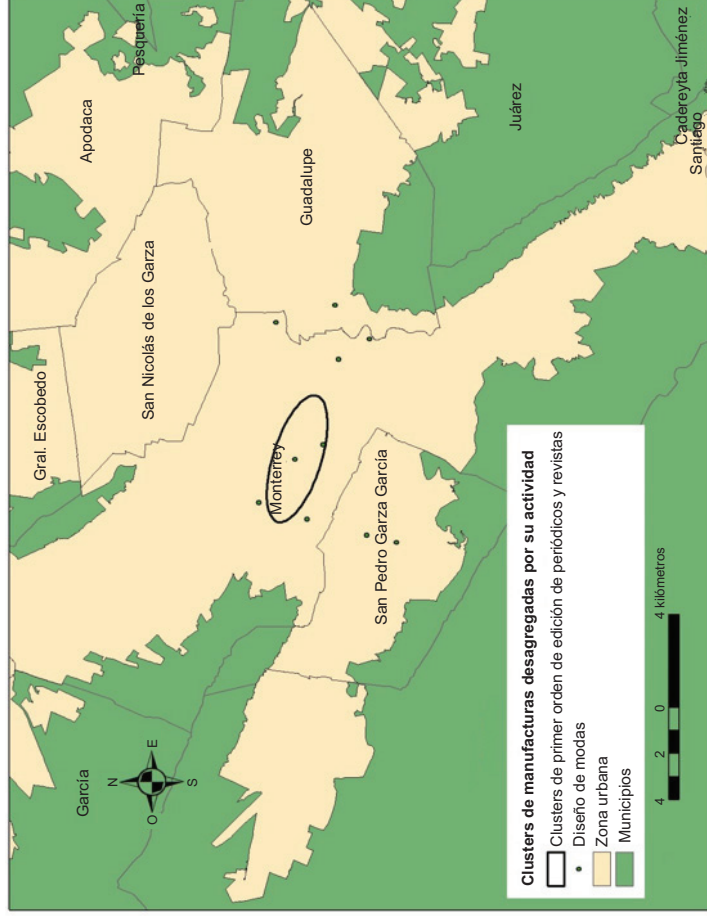 García
N
O
E
S
Gral. Escobedo
San Nicolás de los Garza
Apodaca
Pesquería
Monterrey
Guadalupe
San Pedro Garza García
Juárez
Cadereyta Jiménez
Santiago
Clusters de manufacturas desagregadas por su actividad
Clusters de primer orden de edición de periódicos y revistas
Diseño de modas
Zona urbana
Municipios
4 2 0 4 kilómetros